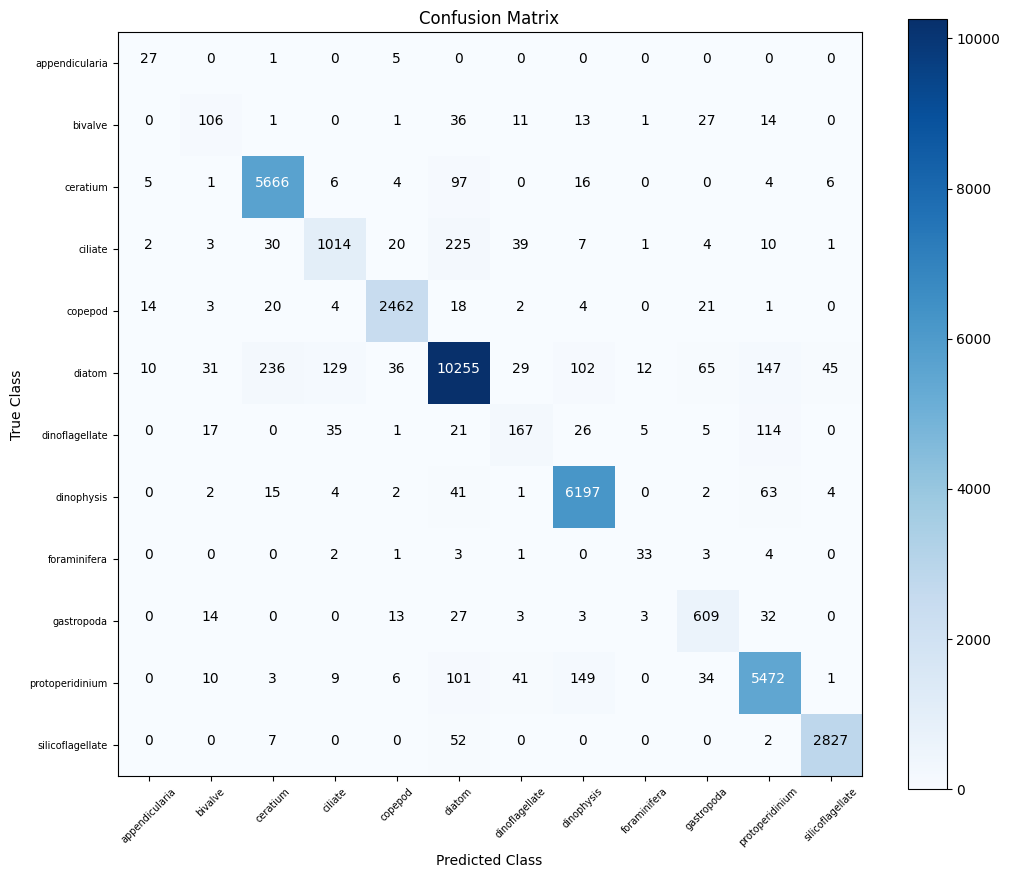 Confusion Matrix
True Class
appendicularia 27 0 1 0 5 0 0 0 0 0 0 0
bivalve 0 106 1 0 1 36 11 13 1 27 14 0
ceratium 5 1 5666 6 4 97 0 16 0 0 4 6
ciliate 2 3 30 1014 20 225 39 7 1 4 10 1
copepod 14 3 20 4 2462 18 2 4 0 21 1 0
diatom 10 31 236 129 36 10255 29 102 12 65 147 45
dinoflagellate 0 17 0 35 1 21 167 26 5 5 114 0
dinophysis 0 2 15 4 2 41 1 6197 0 2 63 4
foraminifera 0 0 0 2 1 3 1 0 33 3 4 0
gastropoda 0 14 0 0 13 27 3 3 3 609 32 0
protoperidinium 0 10 3 9 6 101 41 149 0 34 5472 1
silicoflagellate 0 0 7 0 0 52 0 0 0 0 2 2827
appendicularia bivalve ceratium ciliate copepod diatom dinoflagellate dinophysis foraminifera gastropoda protoperidinium silicoflagellate
Predicted Class
10000
8000
6000
4000
2000
0